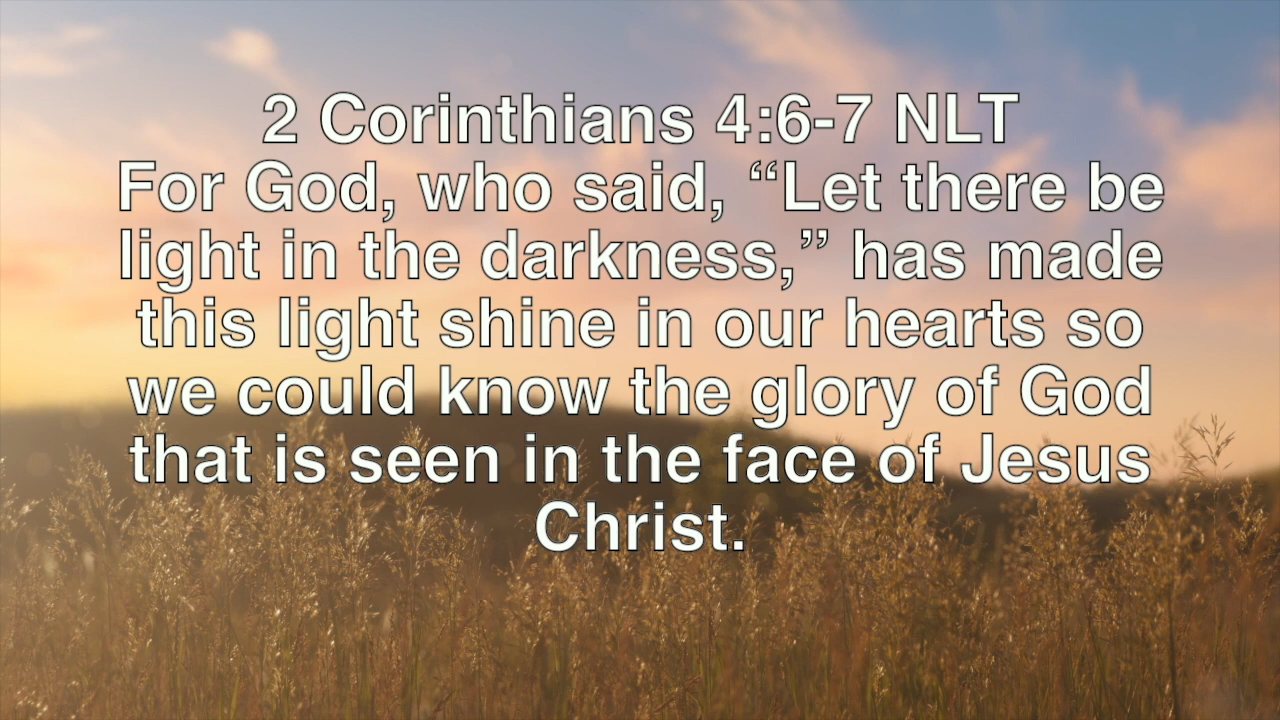 2 Corinthians 4:6-7 NLT
For God, who said, “Let there be
light in the darkness,” has made
this light shine in our hearts so
we could know the glory of God
that is seen in the face of Jesus
Christ.